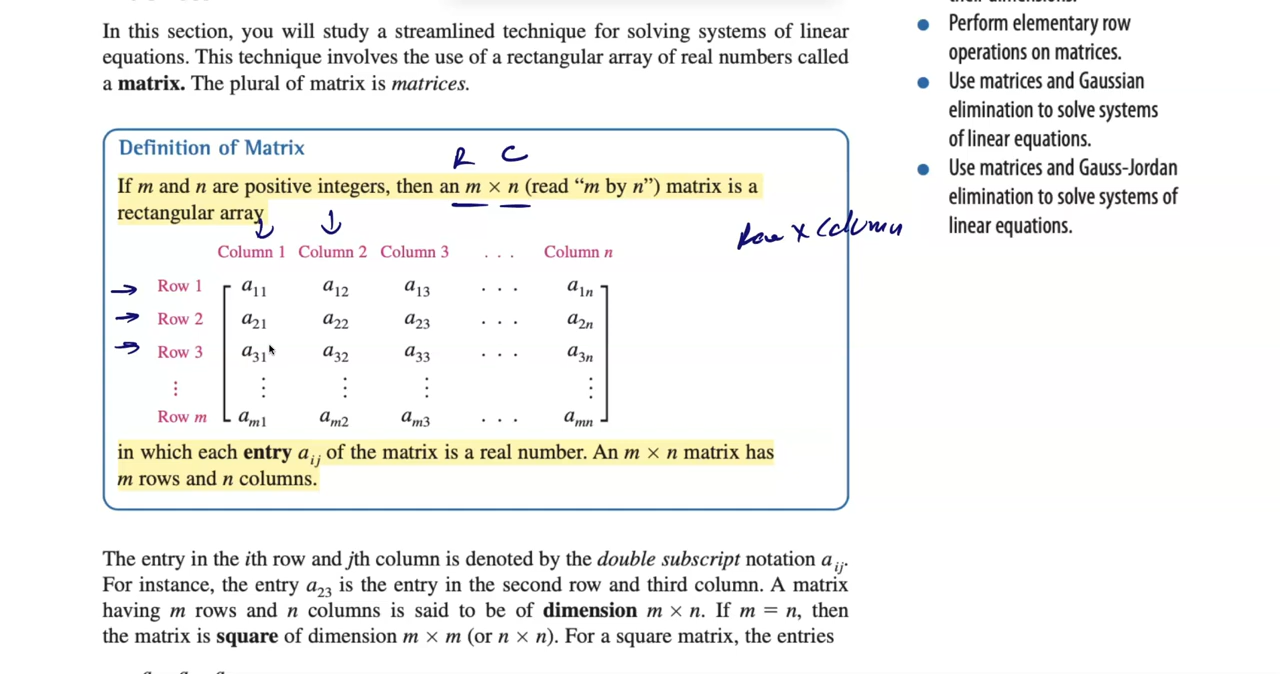 In this section, you will study a streamlined technique for solving systems of linear
equations. This technique involves the use of a rectangular array of real numbers called
a matrix. The plural of matrix is matrices.
Perform elementary row
operations on matrices.
Use matrices and Gaussian
elimination to solve systems
of linear equations.
Use matrices and Gauss-Jordan
elimination to solve systems of
linear equations.
Definition of Matrix
R C
If m and n are positive integers, then an m × n (read “m by n”) matrix is a
rectangular array
Row × Column
Column 1 Column 2 Column 3 . . . Column n
Row 1 a11 a12 a13 . . . a1n
Row 2 a21 a22 a23 . . . a2n
Row 3 a31 a32 a33 . . . a3n
⋮ ⋮ ⋮ ⋮ ⋮
Row m am1 am2 am3 . . . amn
in which each entry aij of the matrix is a real number. An m × n matrix has
m rows and n columns.
The entry in the ith row and jth column is denoted by the double subscript notation aij.
For instance, the entry a23 is the entry in the second row and third column. A matrix
having m rows and n columns is said to be of dimension m × n. If m = n, then
the matrix is square of dimension m × m (or n × n). For a square matrix, the entries